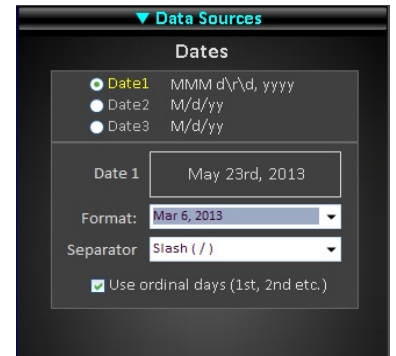 ▼ Data Sources
Dates
Date1 MMM d\r\d, yyyy
Date2 M/d/yy
Date3 M/d/yy
Date 1 May 23rd, 2013
Format: Mar 6, 2013
Separator Slash ( / )
Use ordinal days (1st, 2nd etc.)